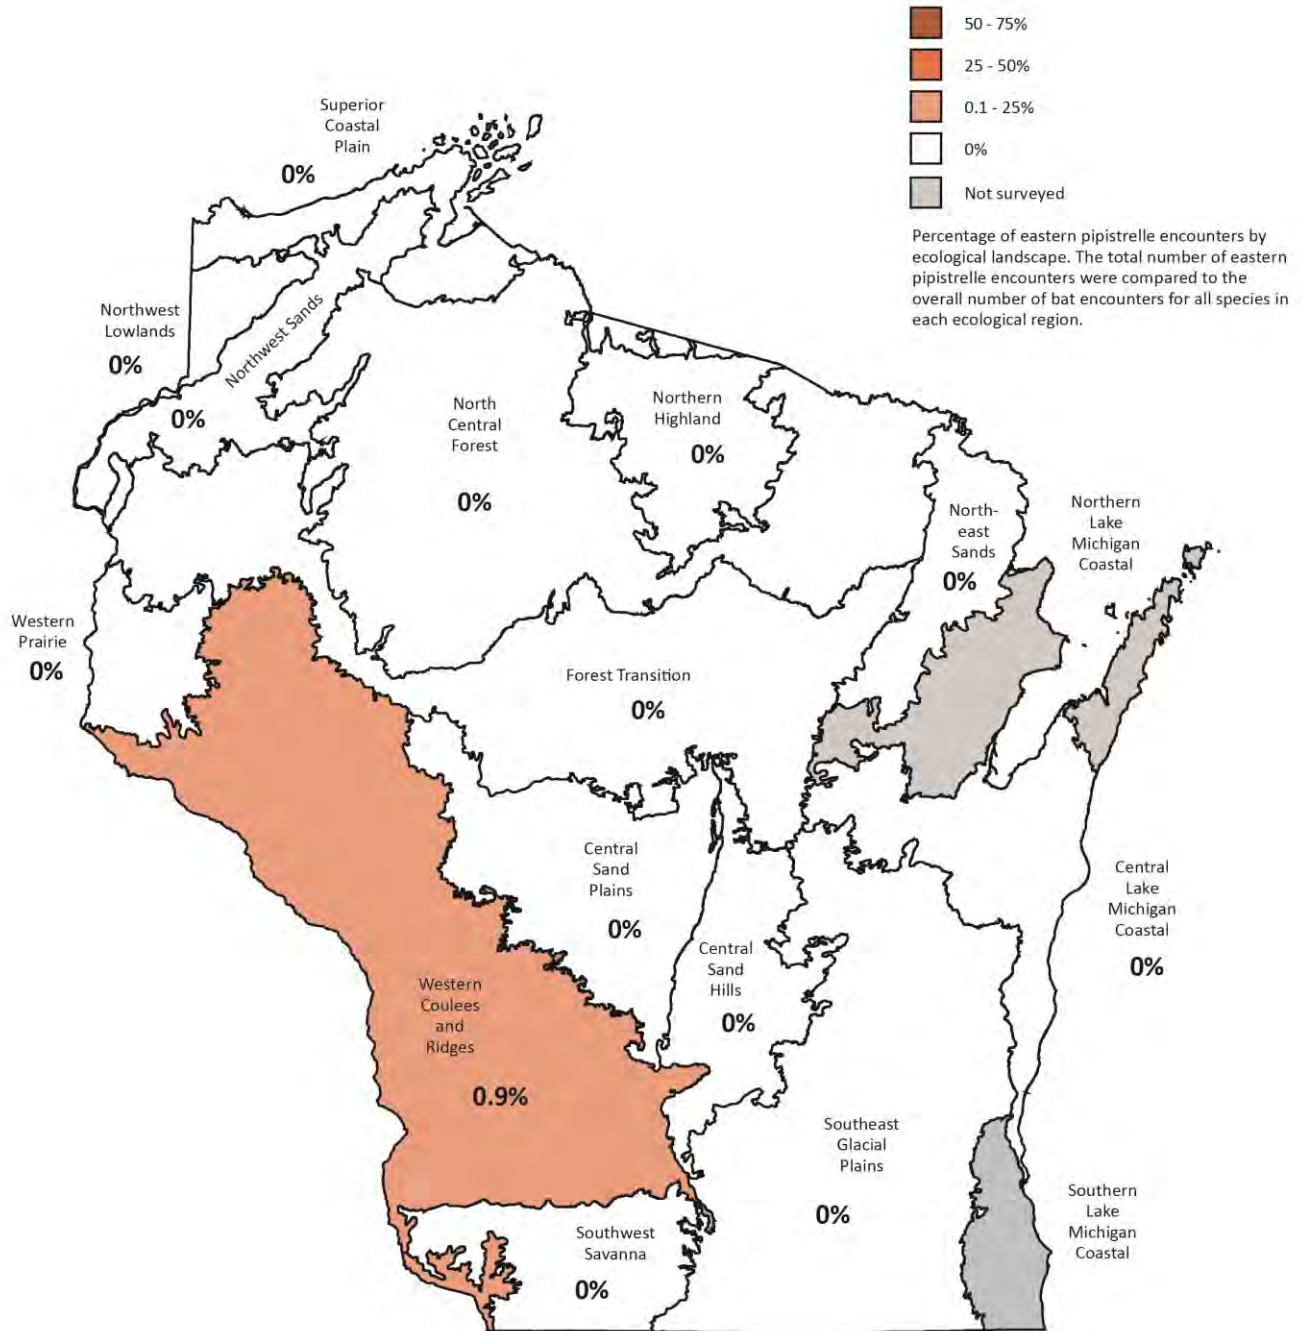 50 - 75%
25 - 50%
0.1 - 25%
0%
Not surveyed
Percentage of eastern pipistrelle encounters by
ecological landscape. The total number of eastern
pipistrelle encounters were compared to the
overall number of bat encounters for all species in
each ecological region.
Superior
Coastal
Plain
0%
Northwest
Lowlands
0%
Northwest Sands
0%
North
Central
Forest
0%
Northern
Highland
0%
North-
east
Sands
0%
Northern
Lake
Michigan
Coastal
Western
Prairie
0%
Forest Transition
0%
Central
Sand
Plains
0%
Central
Sand
Hills
0%
Central
Lake
Michigan
Coastal
0%
Western
Coulees
and
Ridges
0.9%
Southeast
Glacial
Plains
0%
Southern
Lake
Michigan
Coastal
Southwest
Savanna
0%